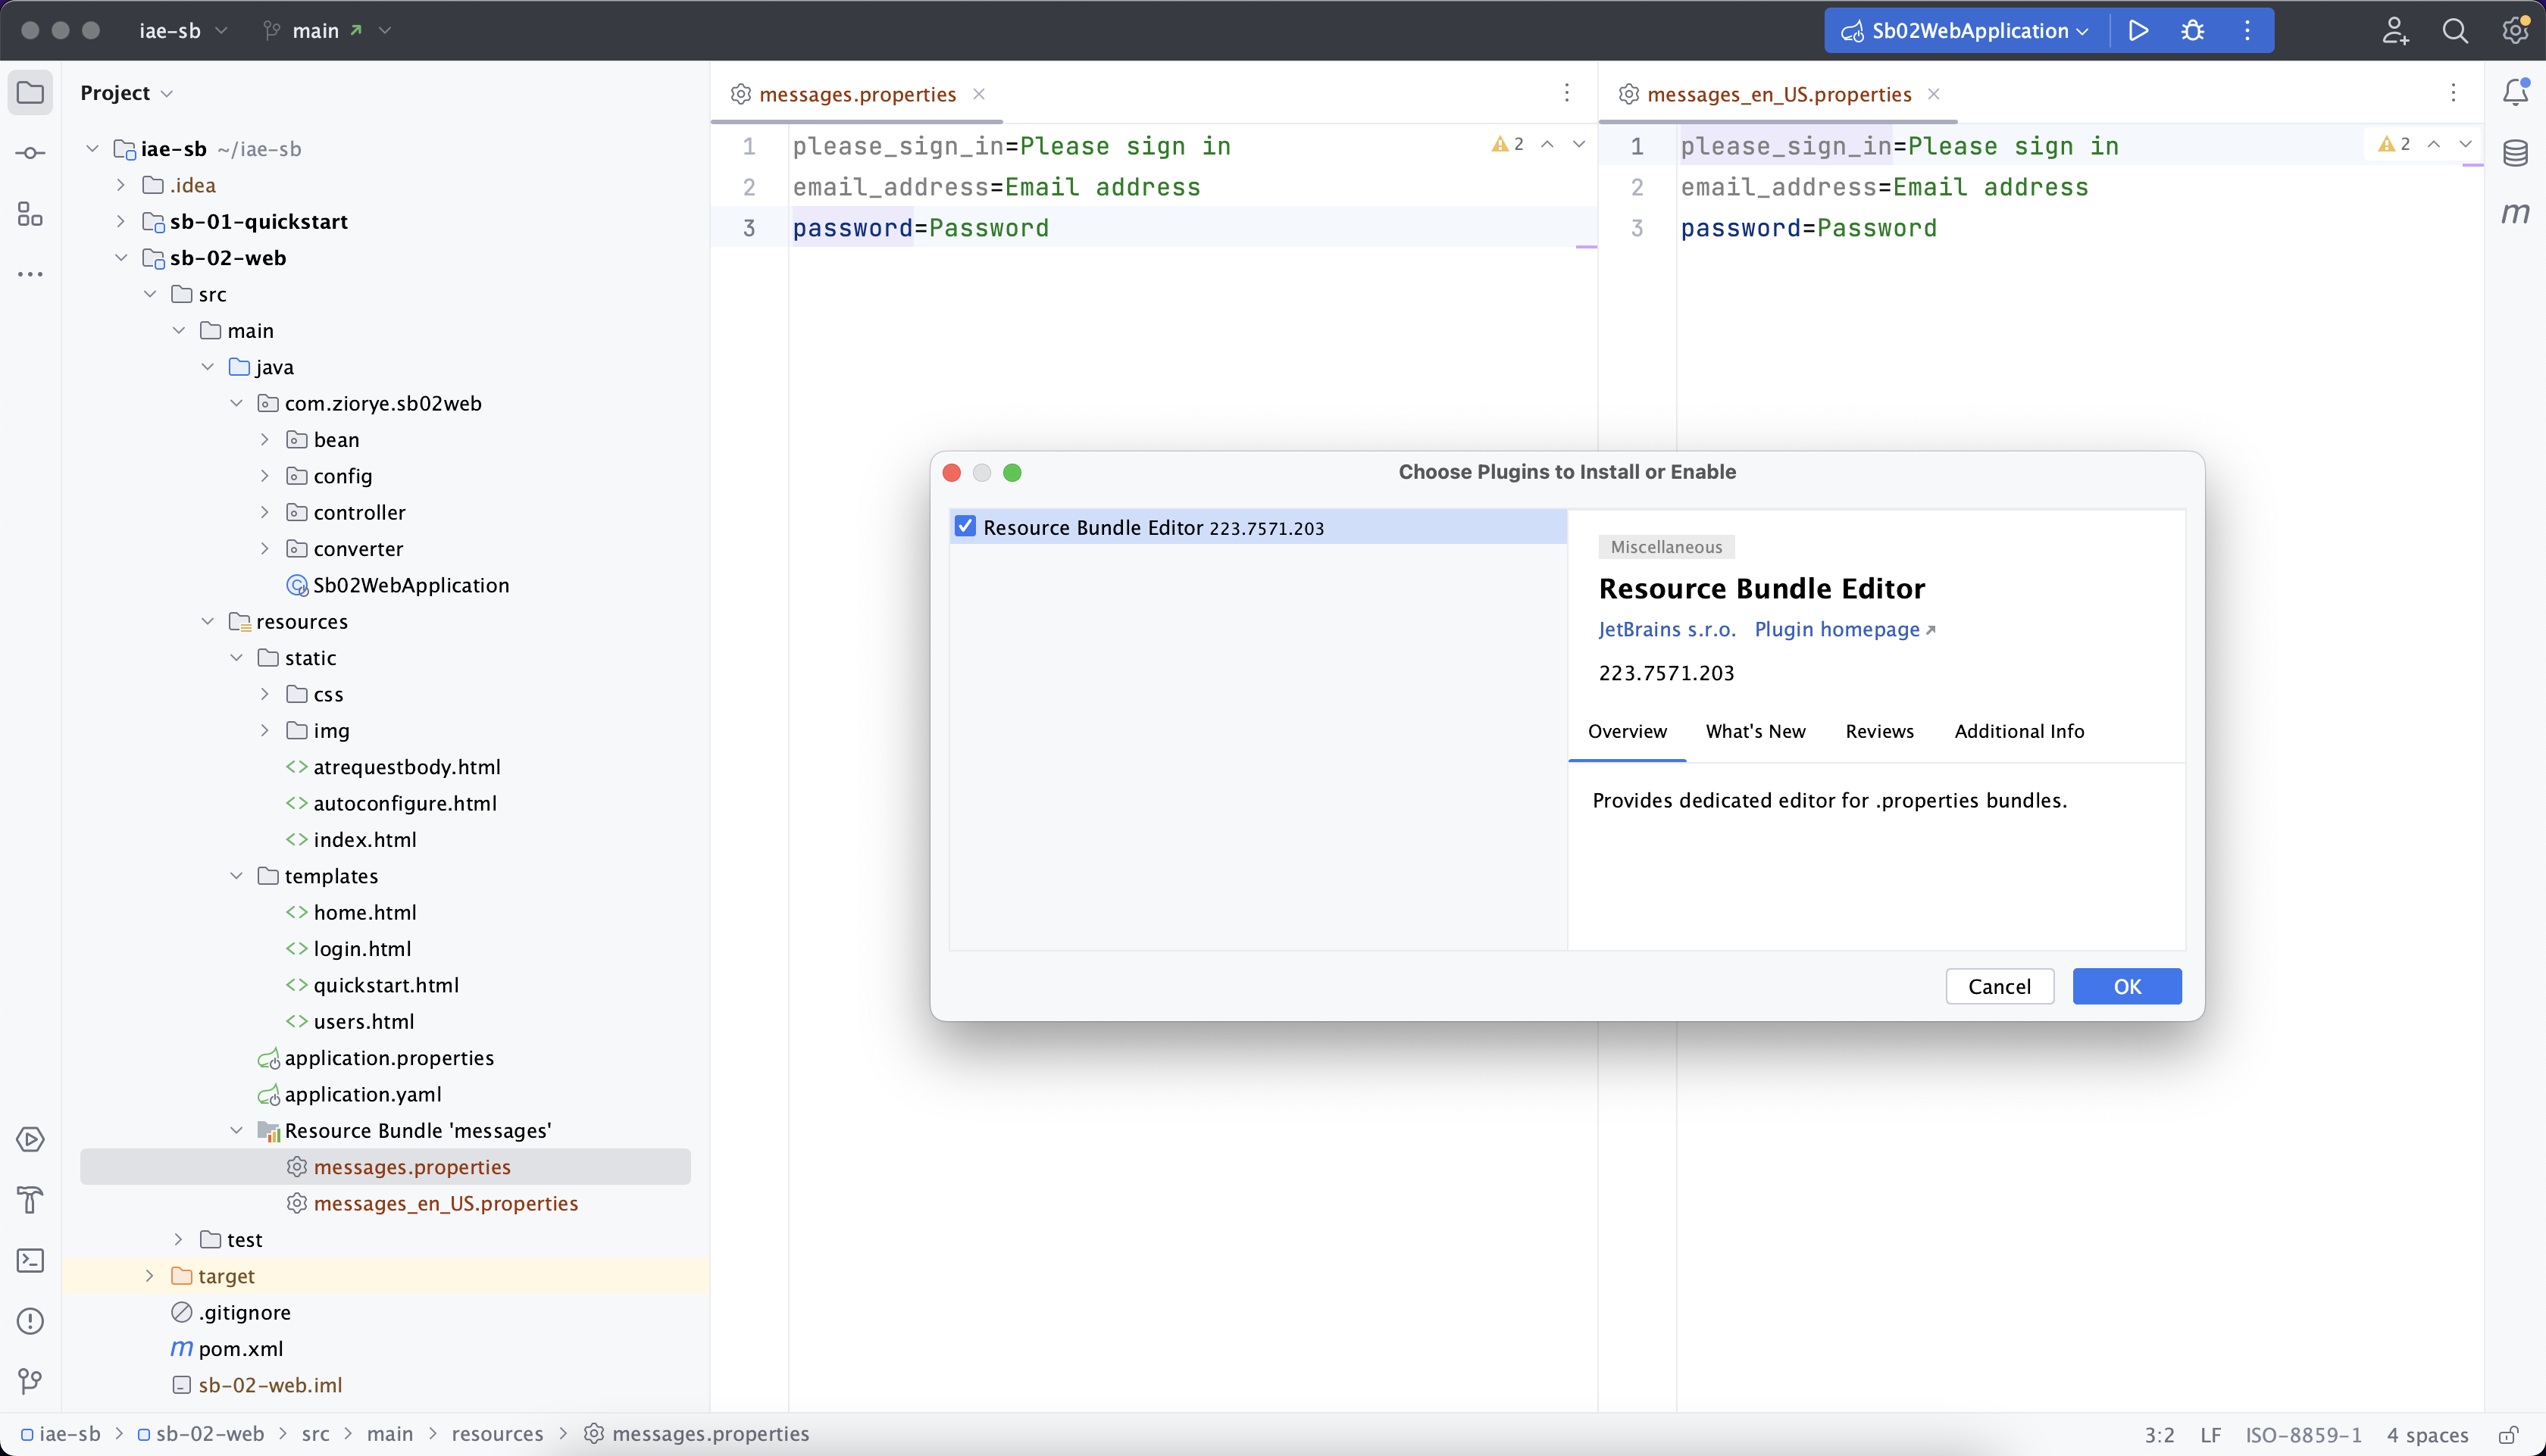 iae-sb
main
Sb02WebApplication
Project
iae-sb ~/iae-sb
.idea
sb-01-quickstart
sb-02-web
src
main
java
com.ziorye.sb02web
bean
config
controller
converter
Sb02WebApplication
resources
static
css
img
atrequestbody.html
autoconfigure.html
index.html
templates
home.html
login.html
quickstart.html
users.html
application.properties
application.yaml
Resource Bundle 'messages'
messages.properties
messages_en_US.properties
test
target
.gitignore
pom.xml
sb-02-web.iml
messages.properties
1 please_sign_in=Please sign in
2 email_address=Email address
3 password=Password
2
messages_en_US.properties
1 please_sign_in=Please sign in
2 email_address=Email address
3 password=Password
2
m
Choose Plugins to Install or Enable
Resource Bundle Editor 223.7571.203
Miscellaneous
Resource Bundle Editor
JetBrains s.r.o. Plugin homepage
223.7571.203
Overview What's New Reviews Additional Info
Provides dedicated editor for .properties bundles.
Cancel OK
iae-sb > sb-02-web > src > main > resources > messages.properties
3:2 LF ISO-8859-1 4 spaces